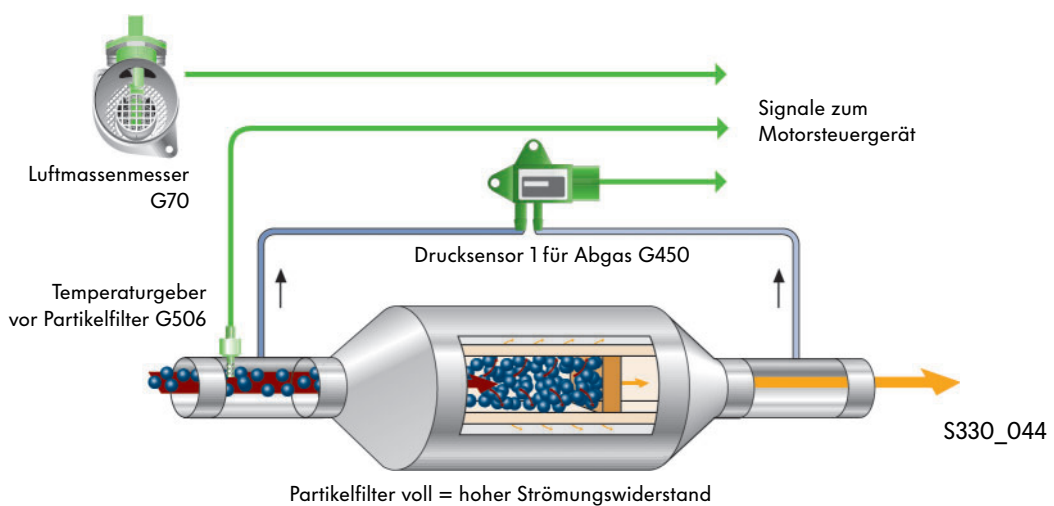 Luftmassenmesser
G70
Signale zum
Motorsteuergerät
Drucksensor 1 für Abgas G450
Temperaturgeber
vor Partikelfilter G506
S330_044
Partikelfilter voll = hoher Strömungswiderstand